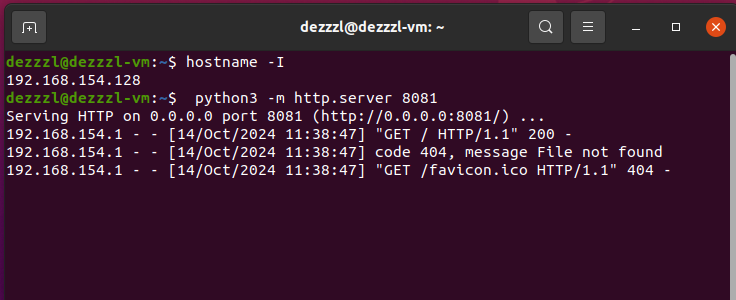 dezzzl@dezzzl-vm: ~
dezzzl@dezzzl-vm:~$ hostname -I
192.168.154.128
dezzzl@dezzzl-vm:~$  python3 -m http.server 8081
Serving HTTP on 0.0.0.0 port 8081 (http://0.0.0.0:8081/) ...
192.168.154.1 - - [14/Oct/2024 11:38:47] "GET / HTTP/1.1" 200 -
192.168.154.1 - - [14/Oct/2024 11:38:47] code 404, message File not found
192.168.154.1 - - [14/Oct/2024 11:38:47] "GET /favicon.ico HTTP/1.1" 404 -